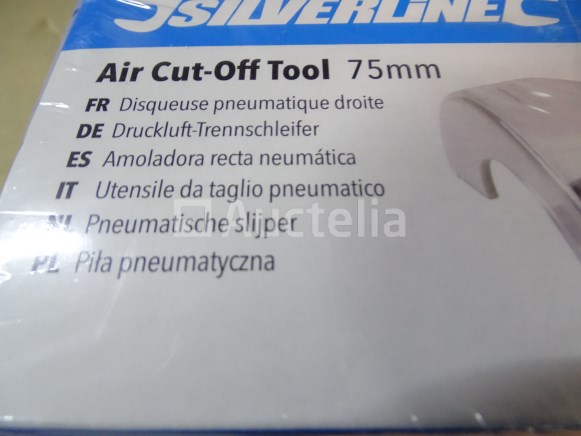 SILVERLINE
Air Cut-Off Tool 75mm
FR Disqueuse pneumatique droite
DE Druckluft-Trennschleifer
ES Amoladora recta neumática
IT Utensile da taglio pneumatico
NL Pneumatische slijper
Auctelia
PL Piła pneumatyczna